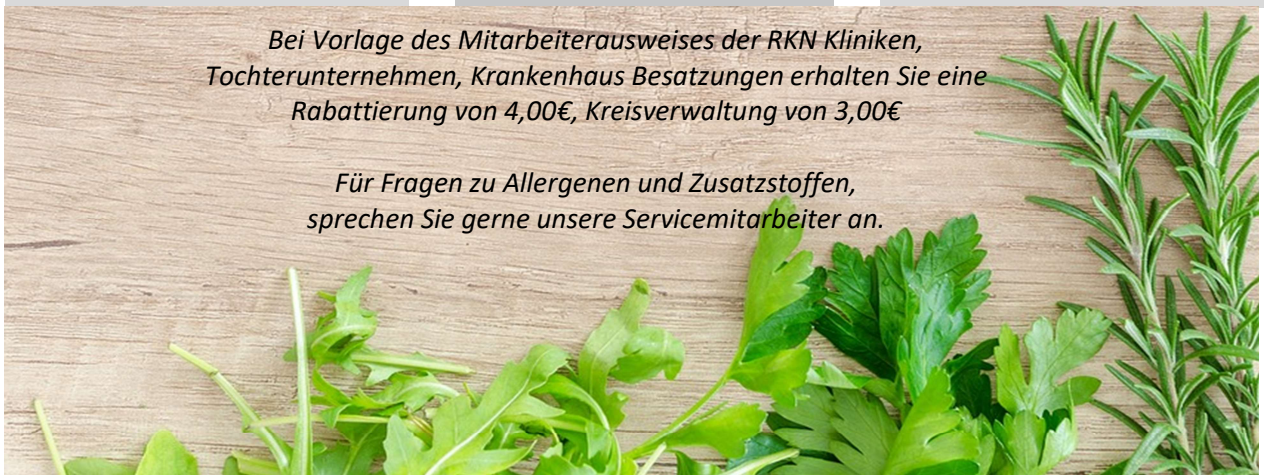 Bei Vorlage des Mitarbeiterausweises der RKN Kliniken,
Tochterunternehmen, Krankenhaus Besatzungen erhalten Sie eine
Rabattierung von 4,00€, Kreisverwaltung von 3,00€
Für Fragen zu Allergenen und Zusatzstoffen,
sprechen Sie gerne unsere Servicemitarbeiter an.